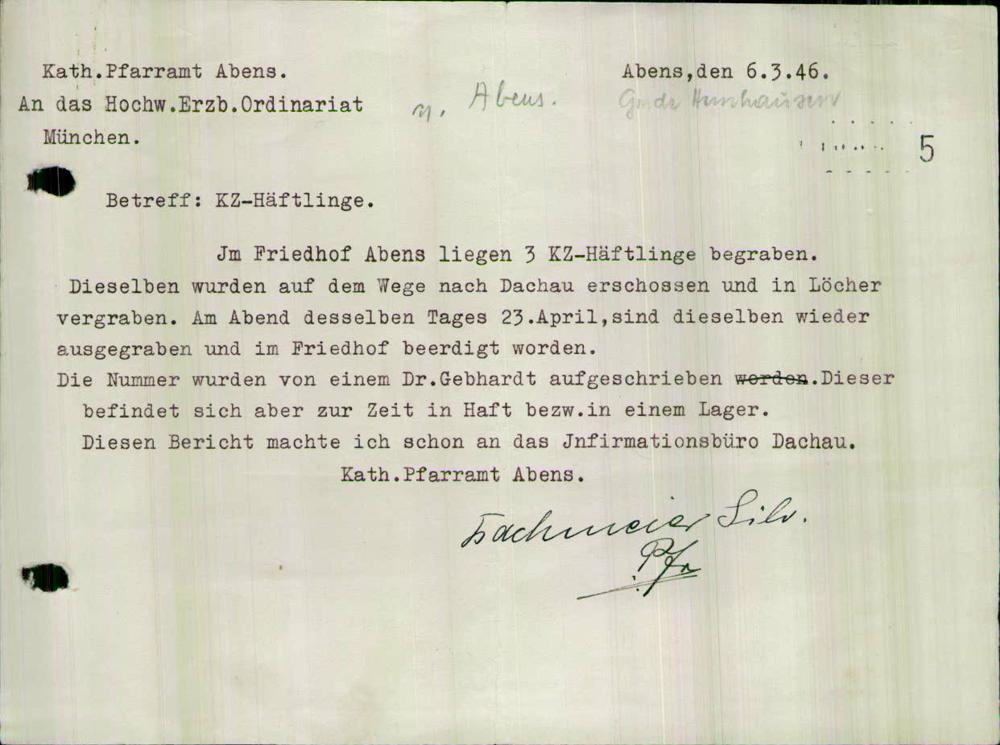 Kath.Pfarramt Abens. Abens,den 6.3.46.
An das Hochw.Erzb.Ordinariat Abens.
München.
5
Betreff: KZ-Häftlinge.
Jm Friedhof Abens liegen 3 KZ-Häftlinge begraben.
Dieselben wurden auf dem Wege nach Dachau erschossen und in Löcher
vergraben. Am Abend desselben Tages 23.April,sind dieselben wieder
ausgegraben und im Friedhof beerdigt worden.
Die Nummer wurden von einem Dr.Gebhardt aufgeschrieben worden.Dieser
befindet sich aber zur Zeit in Haft bezw.in einem Lager.
Diesen Bericht machte ich schon an das Jnfirmationsbüro Dachau.
Kath.Pfarramt Abens.
Silv.
Pfr